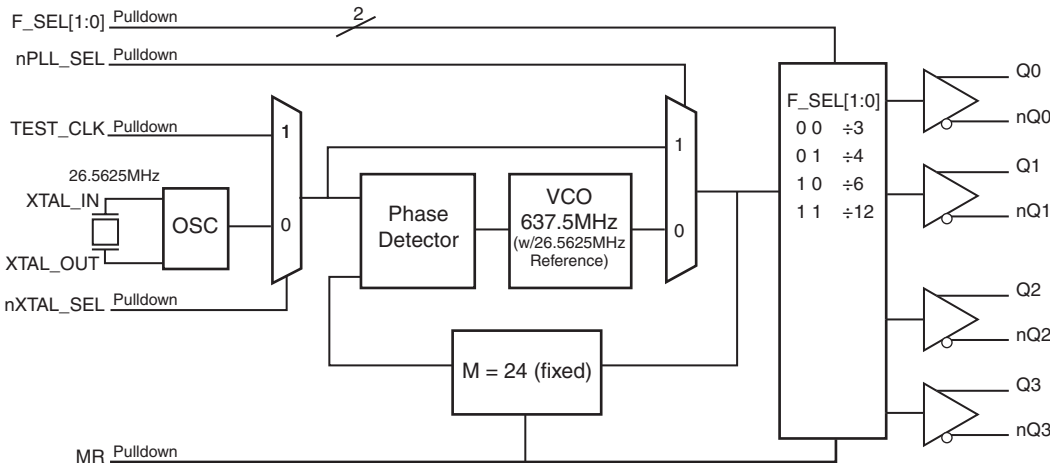 F_SEL[1:0] Pulldown
2
nPLL_SEL Pulldown
TEST_CLK Pulldown
26.5625MHz
XTAL_IN
OSC
XTAL_OUT
nXTAL_SEL Pulldown
1
0
Phase
Detector
VCO
637.5MHz
(w/26.5625MHz
Reference)
1
0
M = 24 (fixed)
MR Pulldown
F_SEL[1:0]
0 0 ÷3
0 1 ÷4
1 0 ÷6
1 1 ÷12
Q0
nQ0
Q1
nQ1
Q2
nQ2
Q3
nQ3